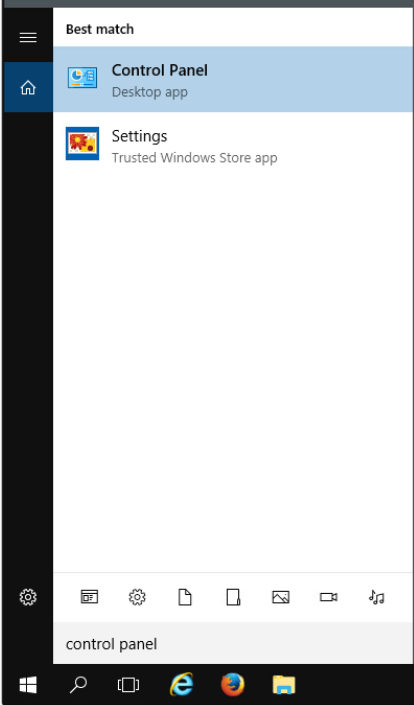 Best match
Control Panel
Desktop app
Settings
Trusted Windows Store app
control panel